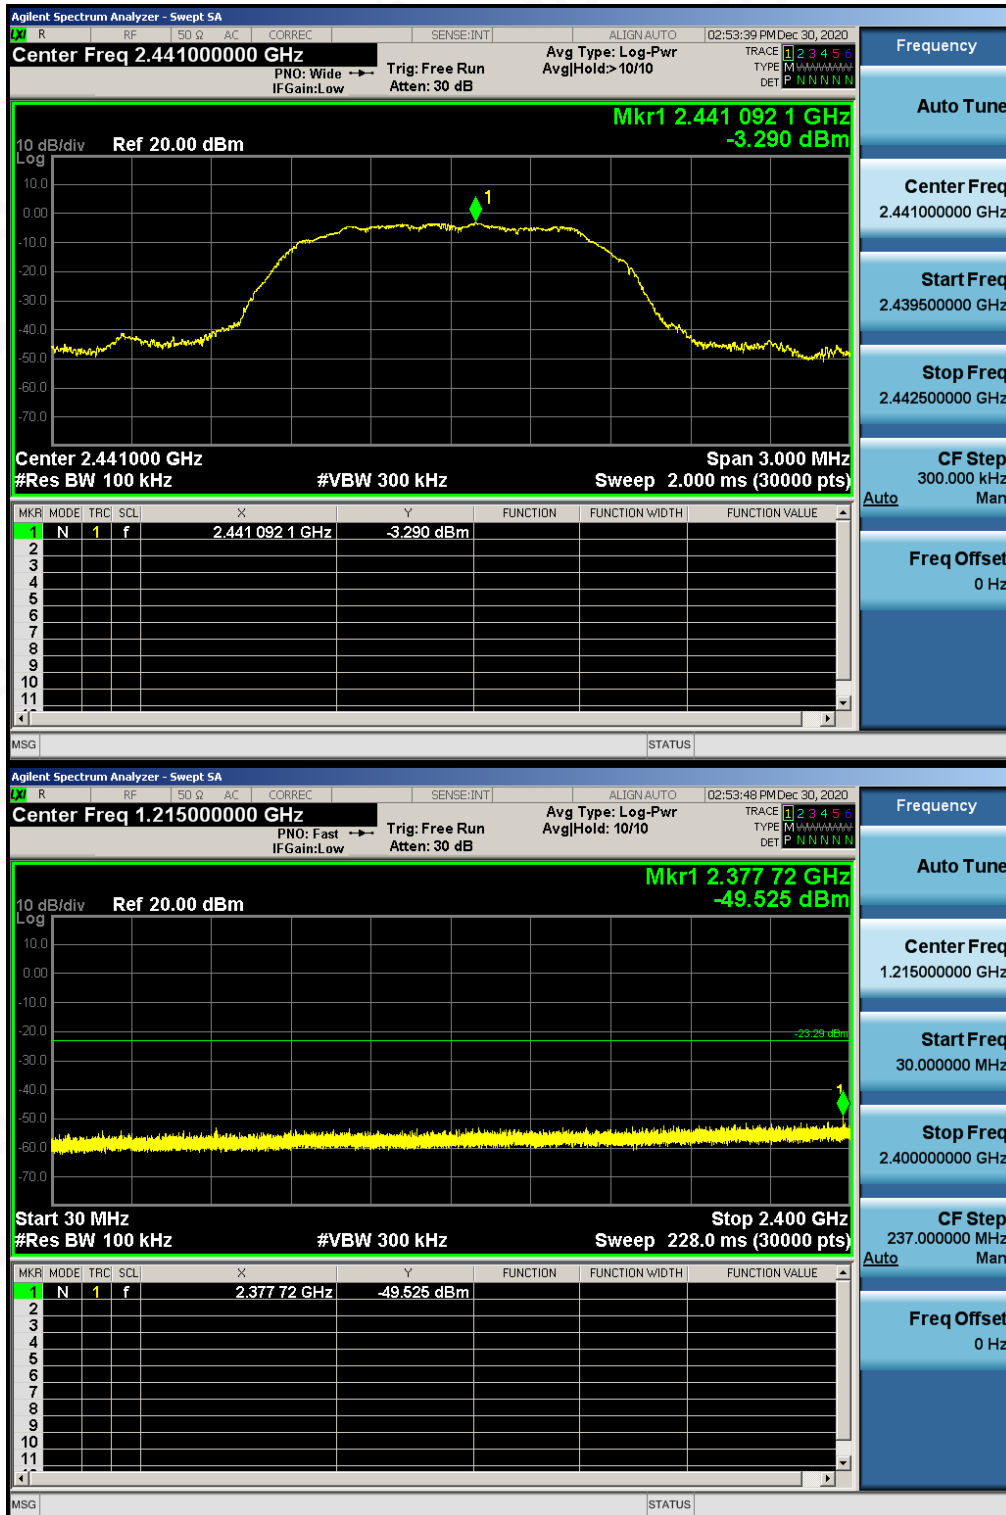 Agilent Spectrum Analyzer - Swept SA
LXI R RF 50 Ω AC CORREC SENSE:INT ALIGN AUTO 02:53:39 PM Dec 30, 2020
Center Freq 2.441000000 GHz
PNO: Wide
IFGain:Low
Trig: Free Run
Atten: 30 dB
Avg Type: Log-Pwr
Avg|Hold:> 10/10
TRACE 1 2 3 4 5 6
TYPE M WWWWW
DET P N N N N N
Mkr1 2.441 092 1 GHz
-3.290 dBm
10 dB/div Ref 20.00 dBm
Log
10.0
0.00
-10.0
-20.0
-30.0
-40.0
-50.0
-60.0
-70.0
1
Center 2.441000 GHz Span 3.000 MHz
#Res BW 100 kHz #VBW 300 kHz Sweep 2.000 ms (30000 pts)
MKR MODE TRC SCL X Y FUNCTION FUNCTION WIDTH FUNCTION VALUE
1 N 1 f 2.441 092 1 GHz -3.290 dBm
2
3
4
5
6
7
8
9
10
11
MSG STATUS
Frequency
Auto Tune
Center Freq
2.441000000 GHz
Start Freq
2.439500000 GHz
Stop Freq
2.442500000 GHz
CF Step
300.000 kHz
Auto Man
Freq Offset
0 Hz
Agilent Spectrum Analyzer - Swept SA
LXI R RF 50 Ω AC CORREC SENSE:INT ALIGN AUTO 02:53:48 PM Dec 30, 2020
Center Freq 1.215000000 GHz
PNO: Fast
IFGain:Low
Trig: Free Run
Atten: 30 dB
Avg Type: Log-Pwr
Avg|Hold: 10/10
TRACE 1 2 3 4 5 6
TYPE M WWWWW
DET P N N N N N
Mkr1 2.377 72 GHz
-49.525 dBm
10 dB/div Ref 20.00 dBm
Log
10.0
0.00
-10.0
-20.0
-30.0
-40.0
-50.0
-60.0
-70.0
-23.29 dBm
1
Start 30 MHz Stop 2.400 GHz
#Res BW 100 kHz #VBW 300 kHz Sweep 228.0 ms (30000 pts)
MKR MODE TRC SCL X Y FUNCTION FUNCTION WIDTH FUNCTION VALUE
1 N 1 f 2.377 72 GHz -49.525 dBm
2
3
4
5
6
7
8
9
10
11
MSG STATUS
Frequency
Auto Tune
Center Freq
1.215000000 GHz
Start Freq
30.000000 MHz
Stop Freq
2.400000000 GHz
CF Step
237.000000 MHz
Auto Man
Freq Offset
0 Hz